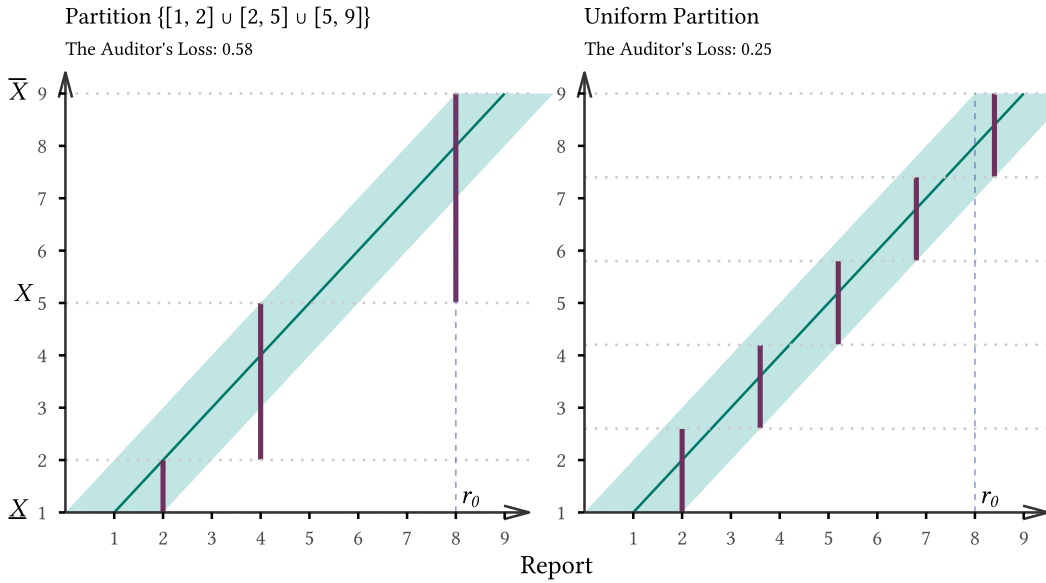 Partition {[1, 2] ∪ [2, 5] ∪ [5, 9]}
The Auditor's Loss: 0.58
X̅ 9
8
7
6
X 5
4
3
2
X̲ 1
1 2 3 4 5 6 7 8 9
r₀
Uniform Partition
The Auditor's Loss: 0.25
9
8
7
6
5
4
3
2
1
1 2 3 4 5 6 7 8 9
r₀
Report